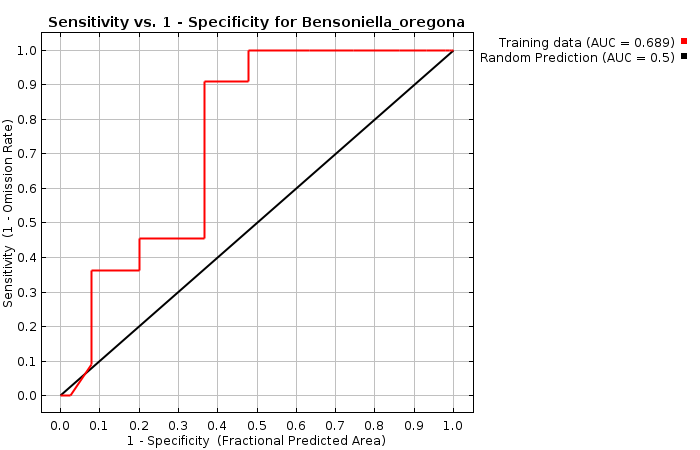 Sensitivity vs. 1 - Specificity for Bensoniella_oregona
Training data (AUC = 0.689)
Random Prediction (AUC = 0.5)
Sensitivity (1 - Omission Rate)
1.0
0.9
0.8
0.7
0.6
0.5
0.4
0.3
0.2
0.1
0.0
0.0 0.1 0.2 0.3 0.4 0.5 0.6 0.7 0.8 0.9 1.0
1 - Specificity (Fractional Predicted Area)